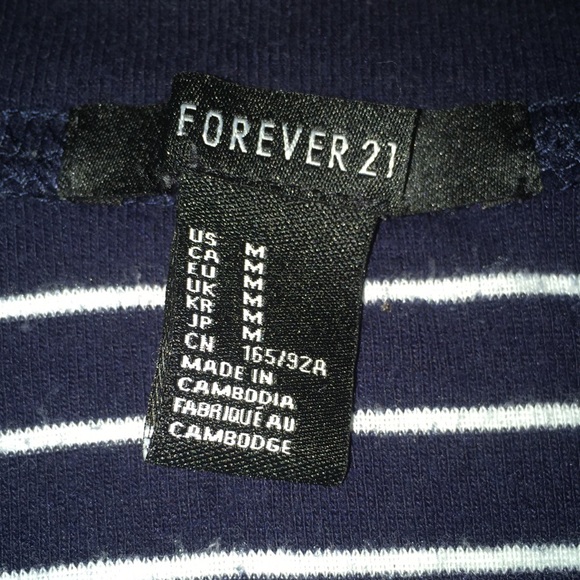 FOREVER 21
US M
CA M
EU M
UK M
KR M
JP M
CN 165/92A
MADE IN
CAMBODIA
FABRIQUÉ AU
CAMBODGE